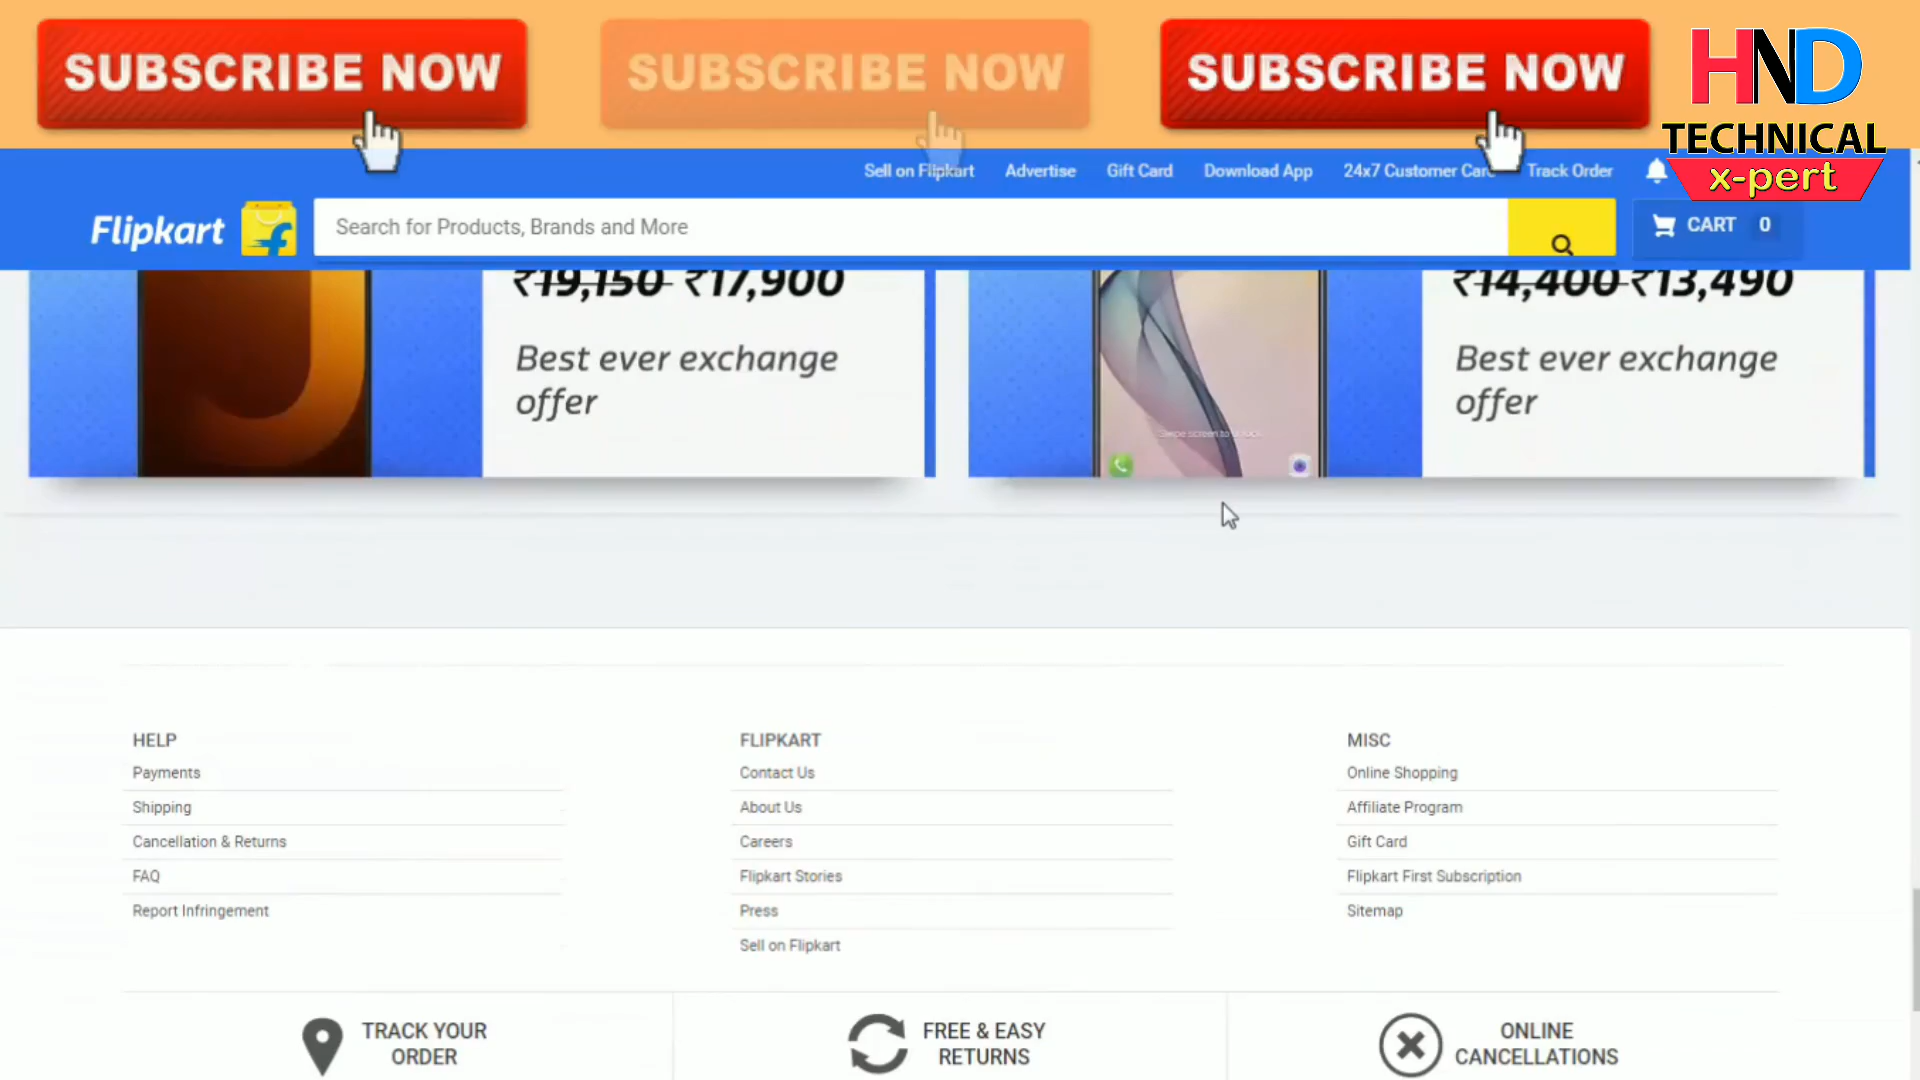 SUBSCRIBE NOW SUBSCRIBE NOW SUBSCRIBE NOW
HND
TECHNICAL
x-pert
Sell on Flipkart Advertise Gift Card Download App 24x7 Customer Care Track Order
Flipkart Search for Products, Brands and More CART 0
₹19,150 ₹17,900
Best ever exchange
offer
₹14,400 ₹13,490
Best ever exchange
offer
HELP
Payments
Shipping
Cancellation & Returns
FAQ
Report Infringement
FLIPKART
Contact Us
About Us
Careers
Flipkart Stories
Press
Sell on Flipkart
MISC
Online Shopping
Affiliate Program
Gift Card
Flipkart First Subscription
Sitemap
TRACK YOUR
ORDER
FREE & EASY
RETURNS
ONLINE
CANCELLATIONS